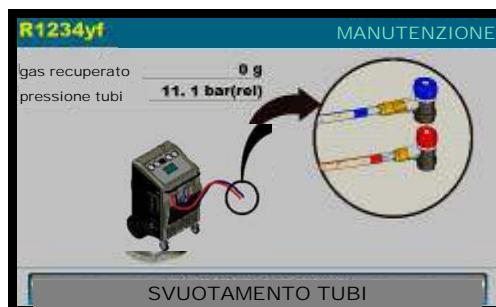 R1234yf MANUTENZIONE
gas recuperato 0 g
pressione tubi 11. 1 bar(rel)
SVUOTAMENTO TUBI